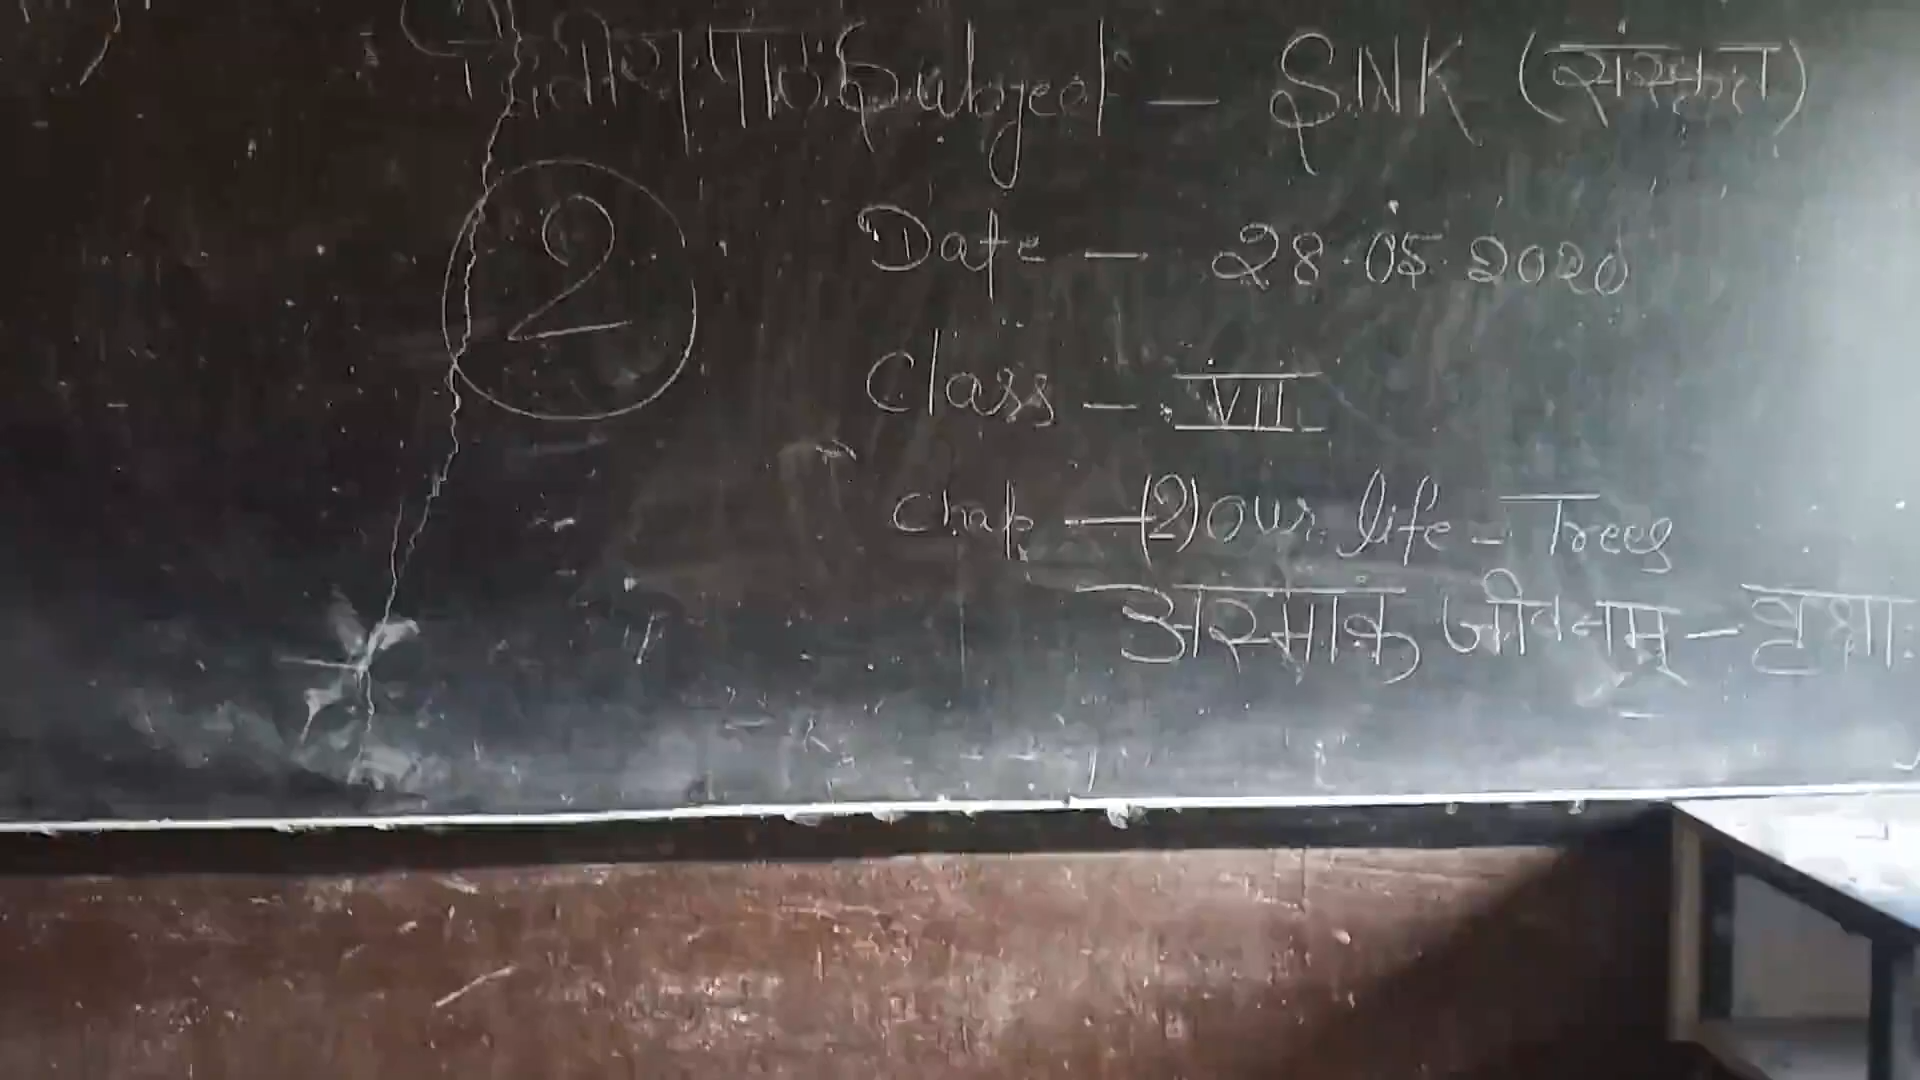 द्वितीय पाठ: Subject - SNK (संस्कृत)
2
Date - 28.05.2020
Class - VII
Chap - (2) Our life - Trees
अस्माकं जीवनम् - वृक्षा: